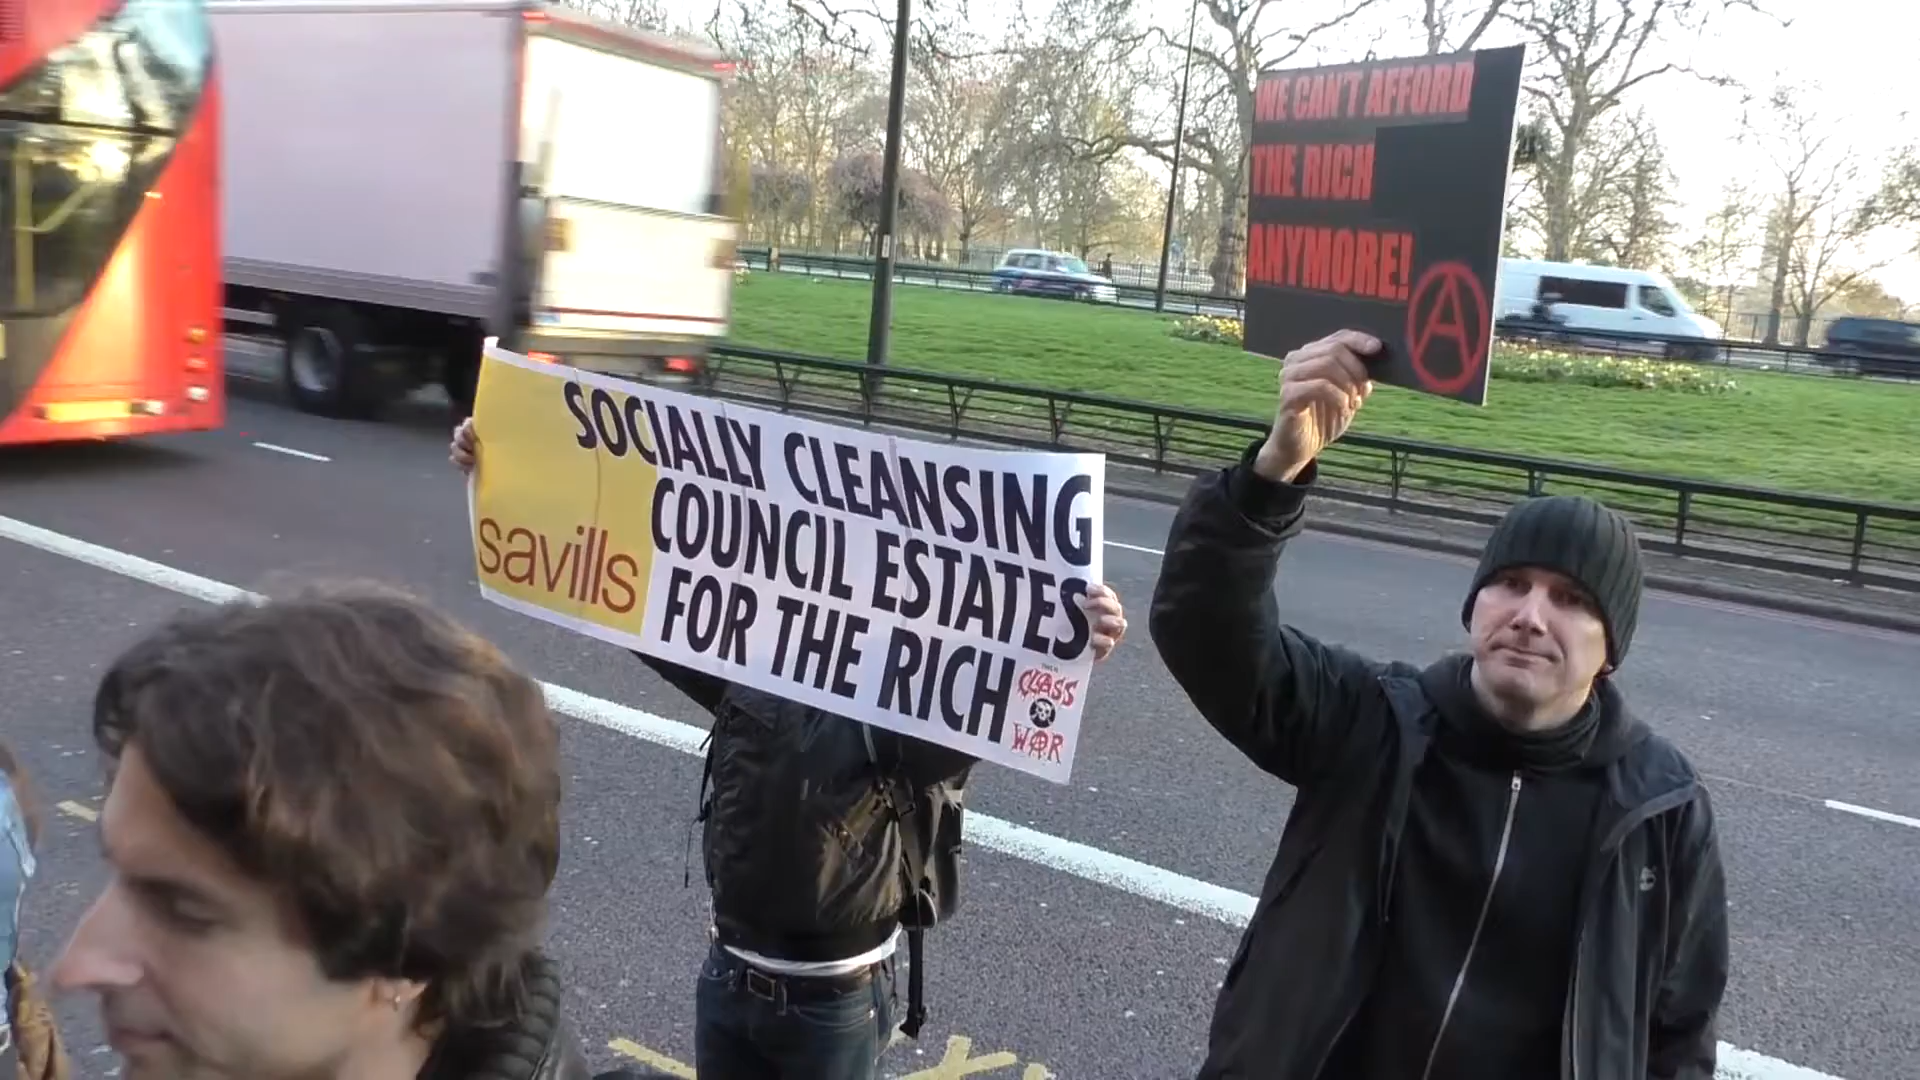 WE CAN'T AFFORD
THE RICH
ANYMORE!
SOCIALLY CLEANSING
COUNCIL ESTATES
FOR THE RICH
savills
CLASS
WAR